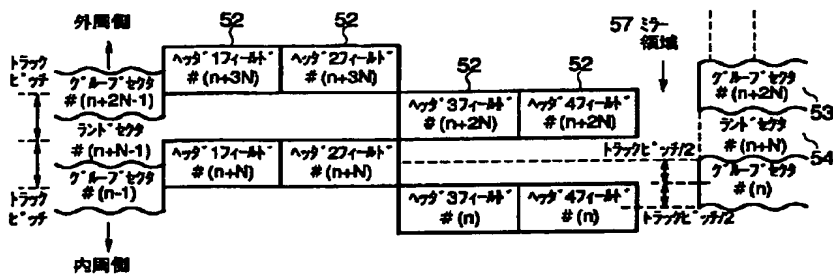 外周側
トラックピッチ
グルーブセクタ
#(n+2N-1)
ランドセクタ
#(n+N-1)
グルーブセクタ
#(n-1)
トラックピッチ
内周側
52
52
ヘッダ1フィールド
#(n+3N)
ヘッダ2フィールド
#(n+3N)
52
52
ヘッダ3フィールド
#(n+2N)
ヘッダ4フィールド
#(n+2N)
ヘッダ1フィールド
#(n+N)
ヘッダ2フィールド
#(n+N)
ヘッダ3フィールド
#(n)
ヘッダ4フィールド
#(n)
57 ミラー
領域
トラックピッチ/2
トラックピッチ/2
グルーブセクタ
#(n+2N)
53
ランドセクタ
#(n+N)
54
グルーブセクタ
#(n)